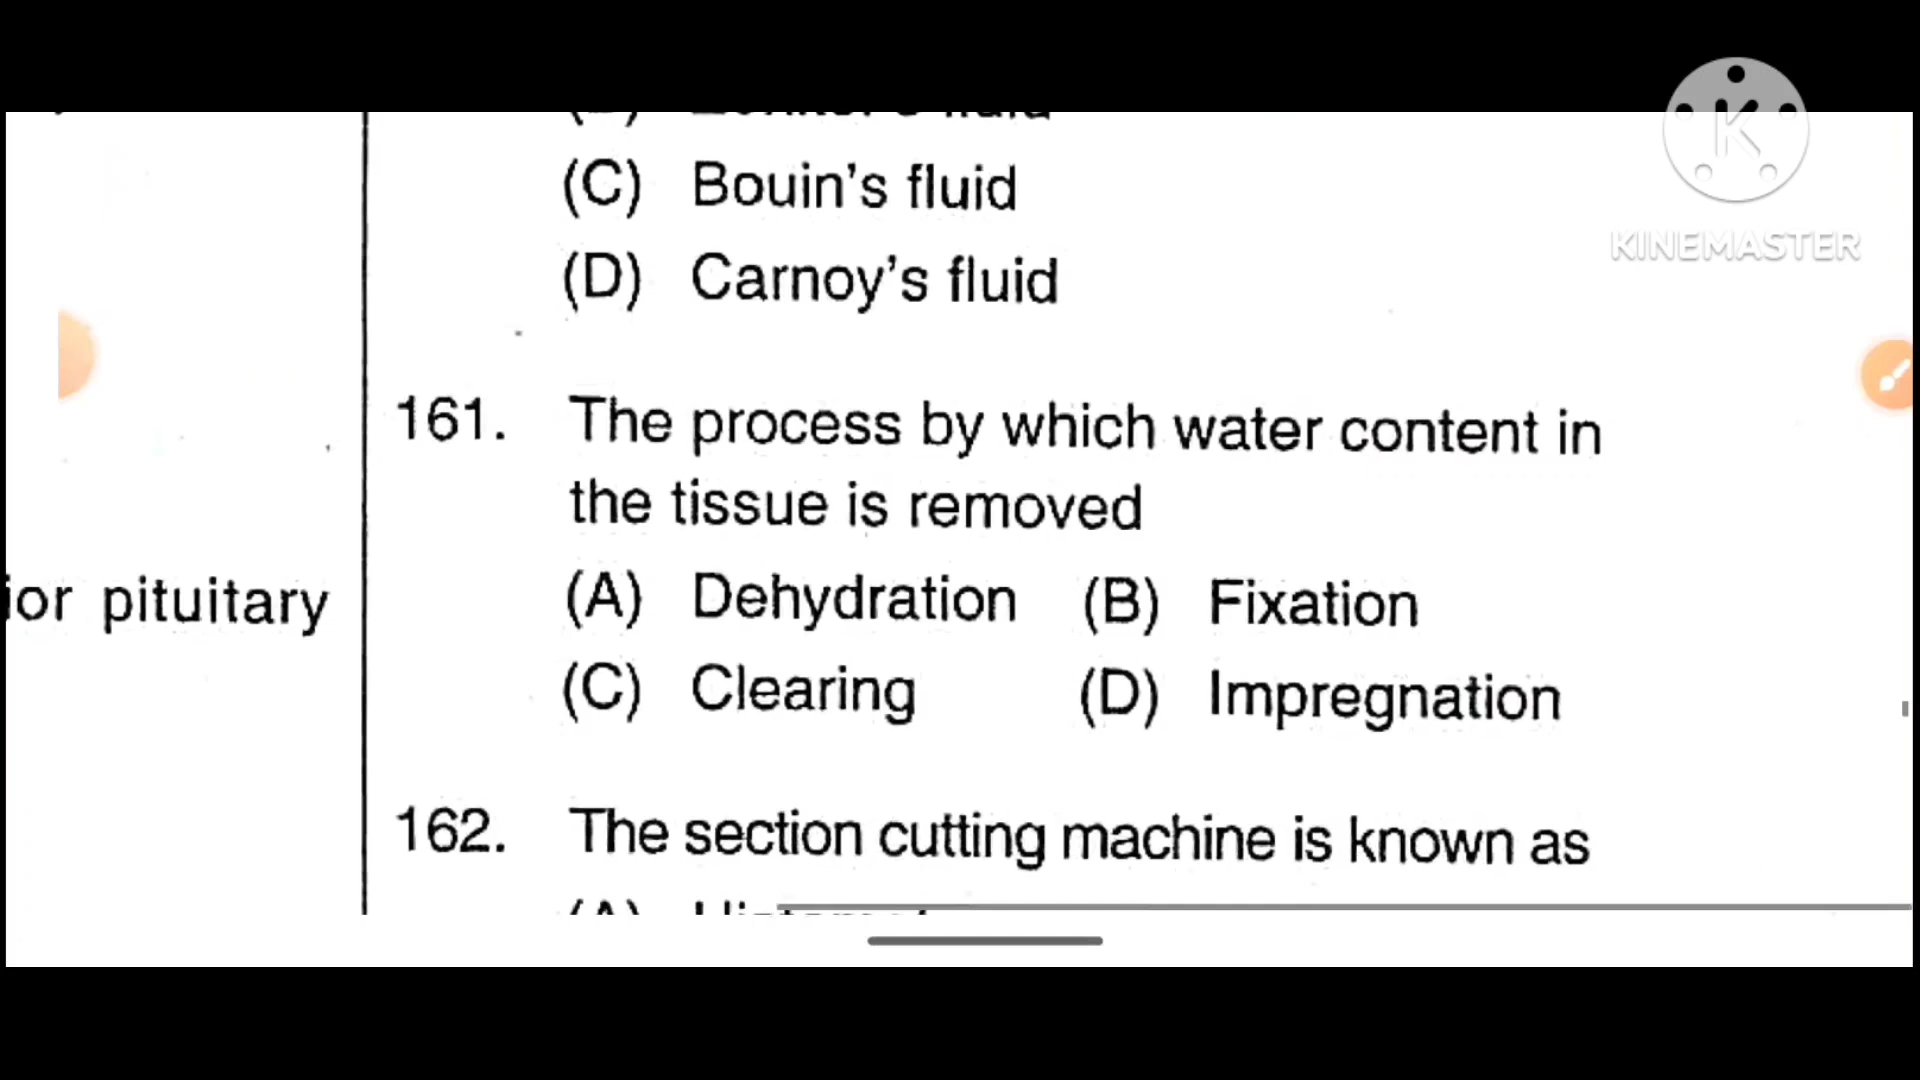 (C) Bouin's fluid
(D) Carnoy's fluid
161. The process by which water content in
the tissue is removed
(A) Dehydration (B) Fixation
(C) Clearing (D) Impregnation
162. The section cutting machine is known as
pituitary
K
KINEMASTER